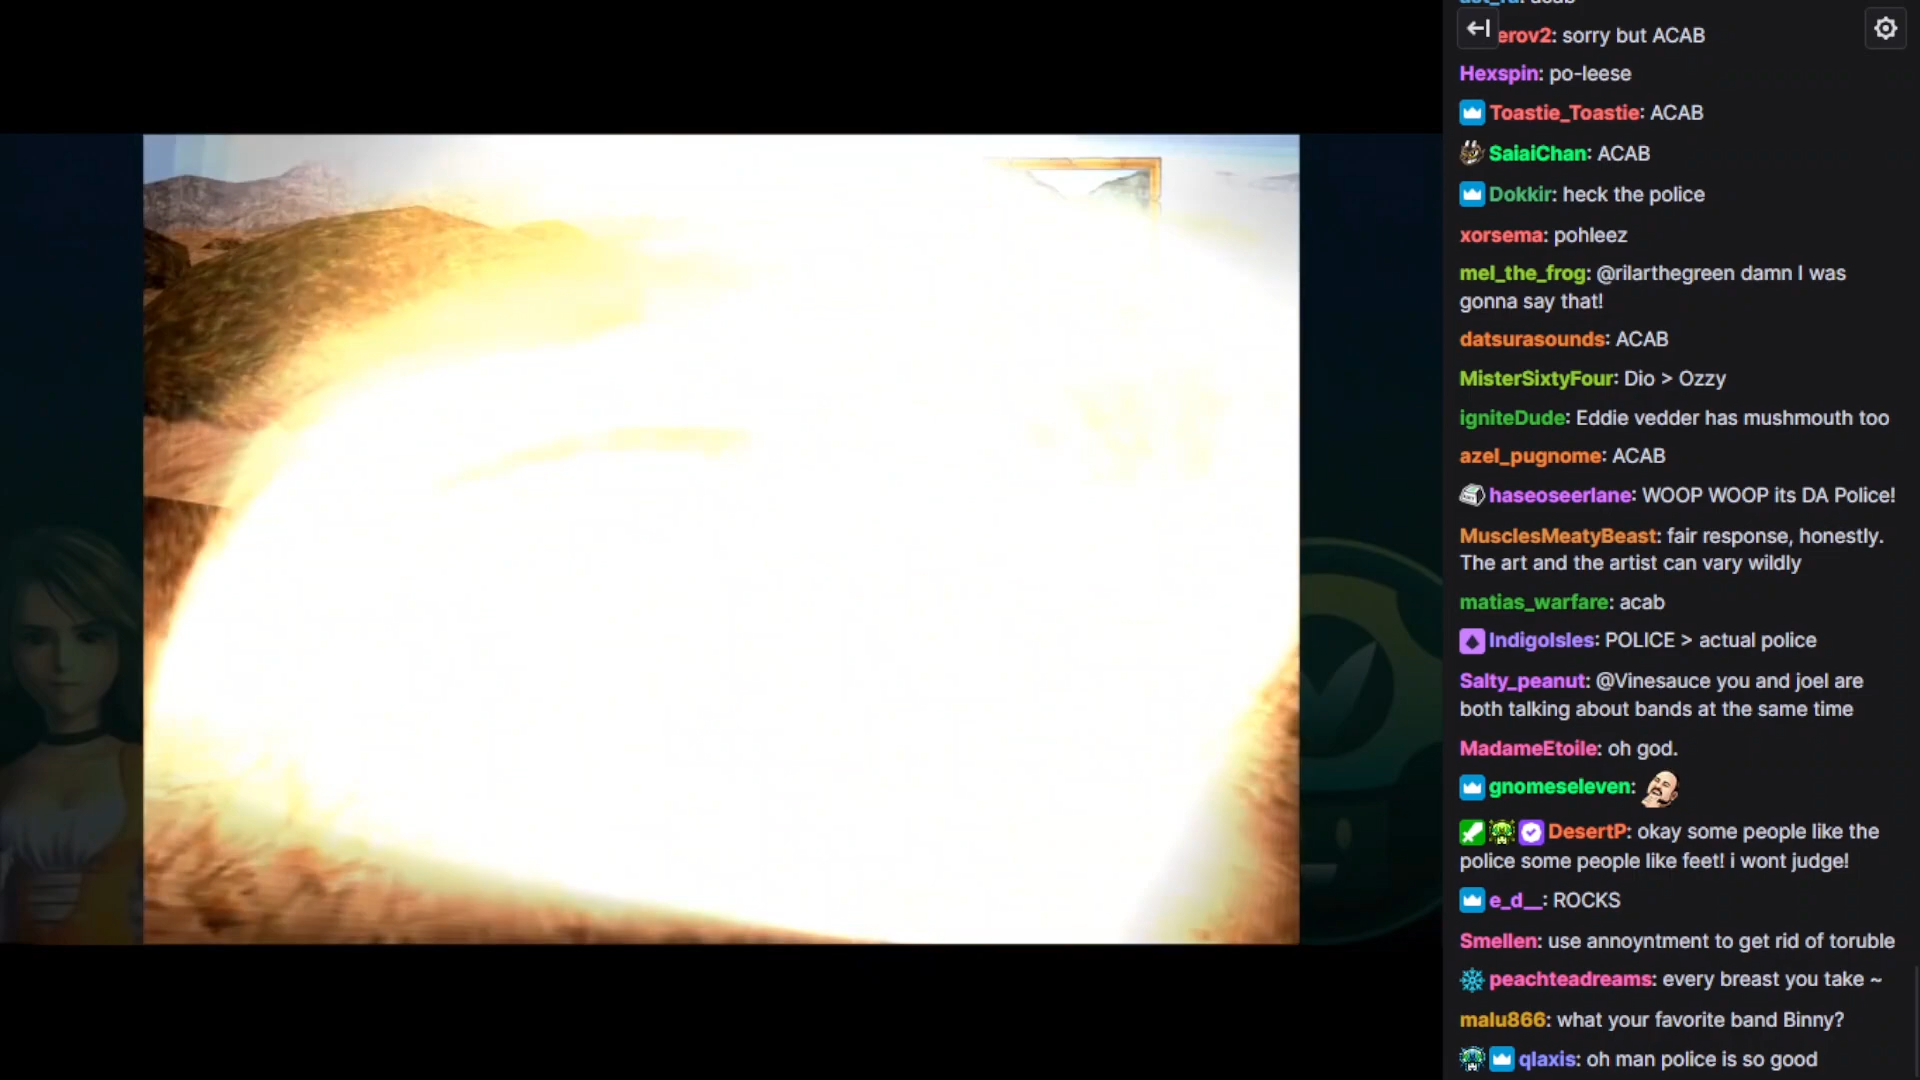 erov2: sorry but ACAB
Hexspin: po-leese
Toastie_Toastie: ACAB
SaiaiChan: ACAB
Dokkir: heck the police
xorsema: pohleez
mel_the_frog: @rilarthegreen damn I was
gonna say that!
datsurasounds: ACAB
MisterSixtyFour: Dio > Ozzy
igniteDude: Eddie vedder has mushmouth too
azel_pugnome: ACAB
haseoseerlane: WOOP WOOP its DA Police!
MusclesMeatyBeast: fair response, honestly.
The art and the artist can vary wildly
matias_warfare: acab
IndigoIsles: POLICE > actual police
Salty_peanut: @Vinesauce you and joel are
both talking about bands at the same time
MadameEtoile: oh god.
gnomeseleven:
DesertP: okay some people like the
police some people like feet! i wont judge!
e_d__: ROCKS
Smellen: use annoyntment to get rid of toruble
peachteadreams: every breast you take ~
malu866: what your favorite band Binny?
qlaxis: oh man police is so good